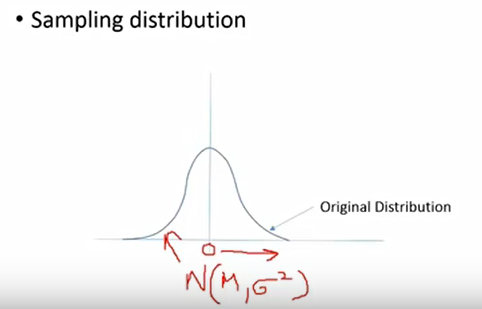 • Sampling distribution
Original Distribution
0
N(μ,σ²)